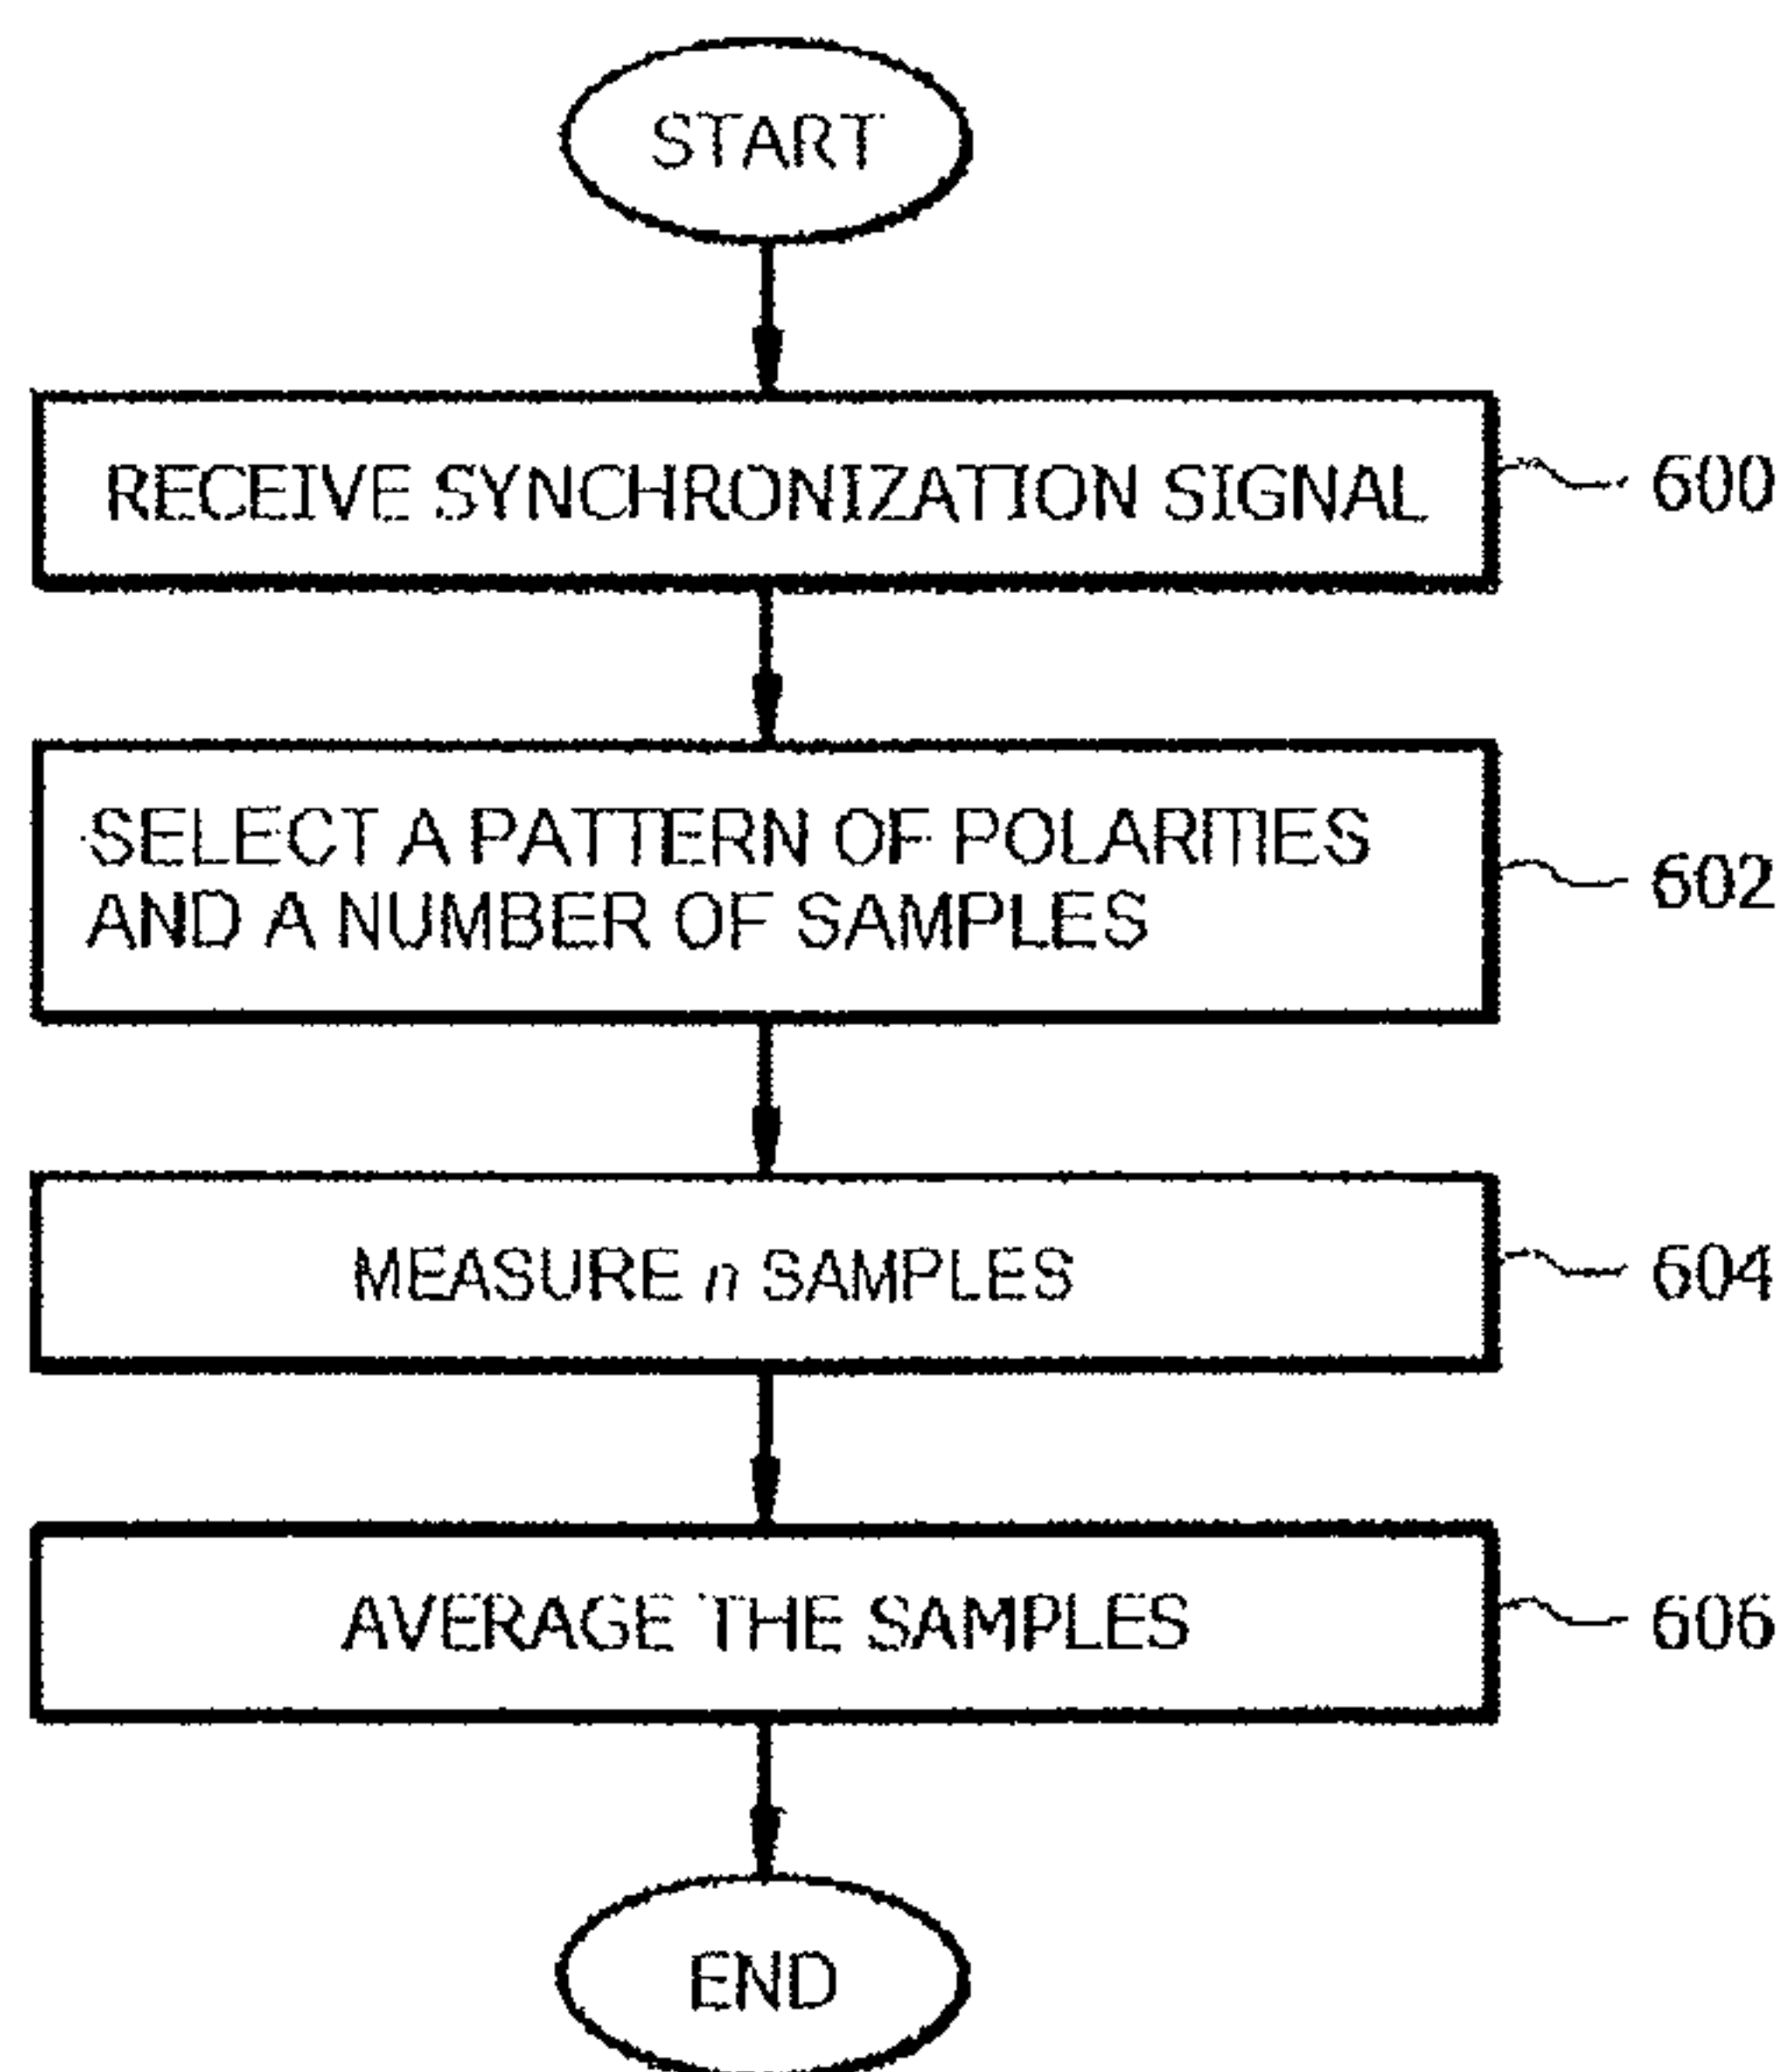 START
RECEIVE SYNCHRONIZATION SIGNAL
600
SELECT A PATTERN OF POLARITIES
AND A NUMBER OF SAMPLES
602
MEASURE n SAMPLES
604
AVERAGE THE SAMPLES
606
END